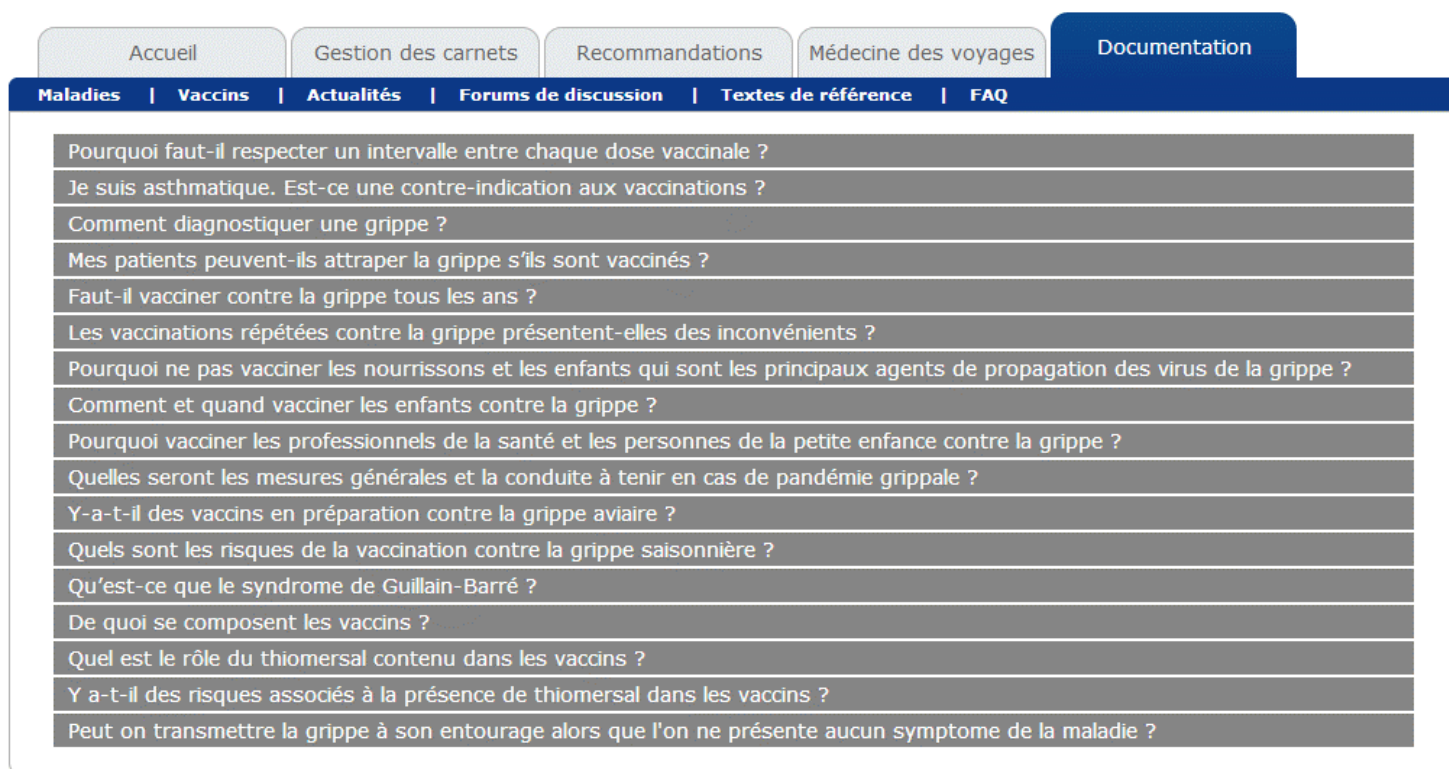 Accueil
Gestion des carnets
Recommandations
Médecine des voyages
Documentation
Maladies | Vaccins | Actualités | Forums de discussion | Textes de référence | FAQ
Pourquoi faut-il respecter un intervalle entre chaque dose vaccinale ?
Je suis asthmatique. Est-ce une contre-indication aux vaccinations ?
Comment diagnostiquer une grippe ?
Mes patients peuvent-ils attraper la grippe s’ils sont vaccinés ?
Faut-il vacciner contre la grippe tous les ans ?
Les vaccinations répétées contre la grippe présentent-elles des inconvénients ?
Pourquoi ne pas vacciner les nourrissons et les enfants qui sont les principaux agents de propagation des virus de la grippe ?
Comment et quand vacciner les enfants contre la grippe ?
Pourquoi vacciner les professionnels de la santé et les personnes de la petite enfance contre la grippe ?
Quelles seront les mesures générales et la conduite à tenir en cas de pandémie grippale ?
Y-a-t-il des vaccins en préparation contre la grippe aviaire ?
Quels sont les risques de la vaccination contre la grippe saisonnière ?
Qu’est-ce que le syndrome de Guillain-Barré ?
De quoi se composent les vaccins ?
Quel est le rôle du thiomersal contenu dans les vaccins ?
Y a-t-il des risques associés à la présence de thiomersal dans les vaccins ?
Peut on transmettre la grippe à son entourage alors que l'on ne présente aucun symptome de la maladie ?